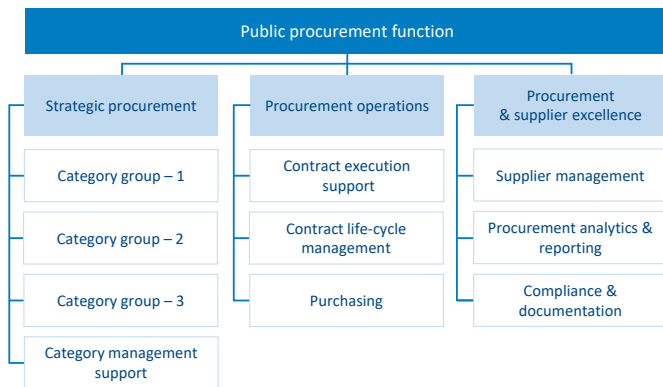 Public procurement function
Strategic procurement
Category group – 1
Category group – 2
Category group – 3
Category management
support
Procurement operations
Contract execution
support
Contract life-cycle
management
Purchasing
Procurement
& supplier excellence
Supplier management
Procurement analytics &
reporting
Compliance &
documentation